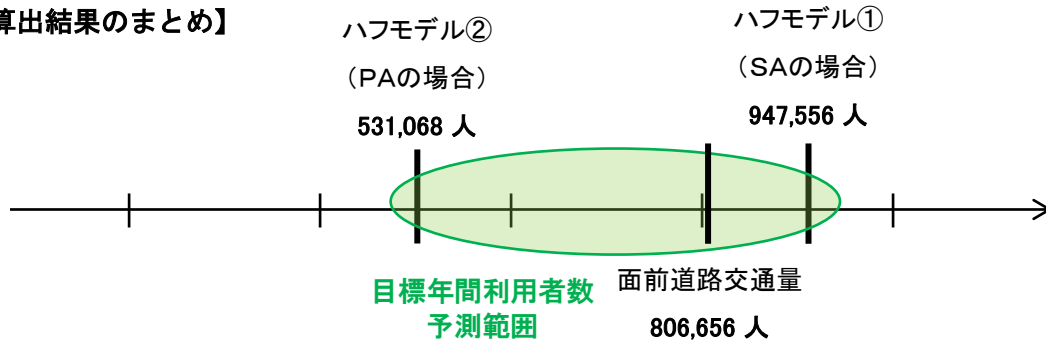 算出結果のまとめ】
ハフモデル②
（PAの場合）
531,068 人
ハフモデル①
（SAの場合）
947,556 人
目標年間利用者数
予測範囲
面前道路交通量
806,656 人